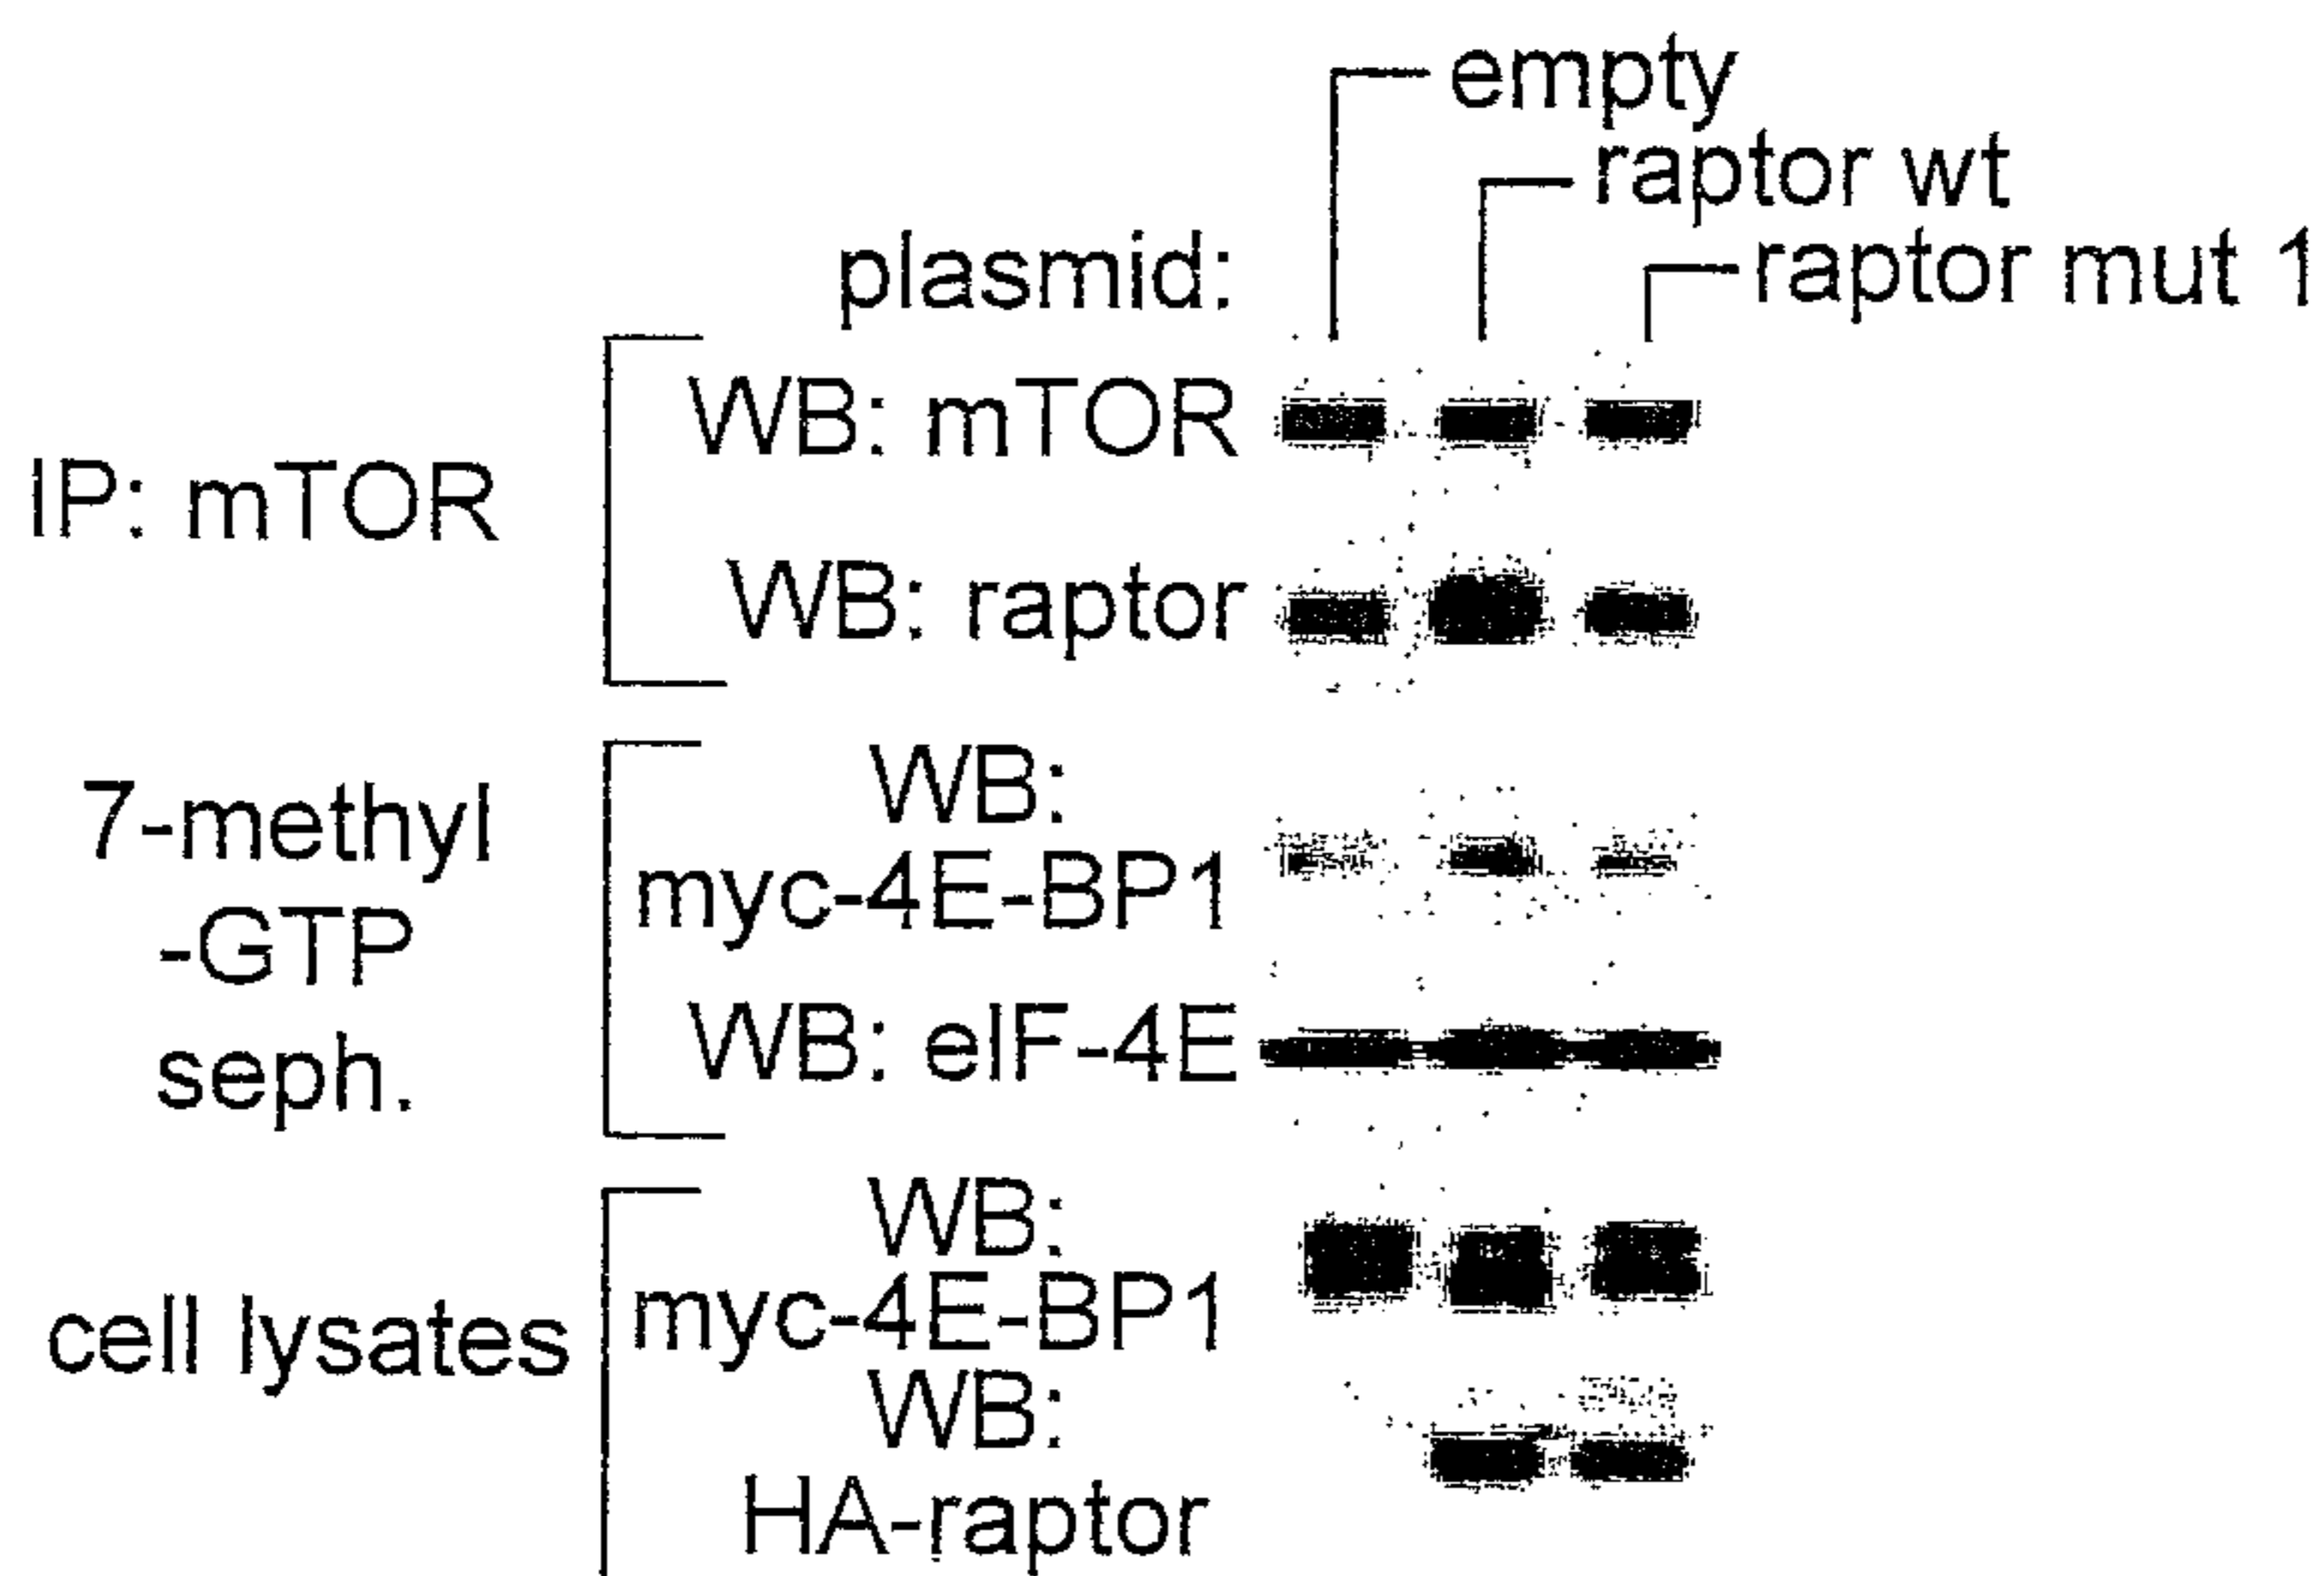 empty
raptor wt
plasmid:
raptor mut 1
IP: mTOR
WB: mTOR
WB: raptor
7-methyl
-GTP
seph.
WB:
myc-4E-BP1
WB: eIF-4E
cell lysates
WB:
myc-4E-BP1
WB:
HA-raptor